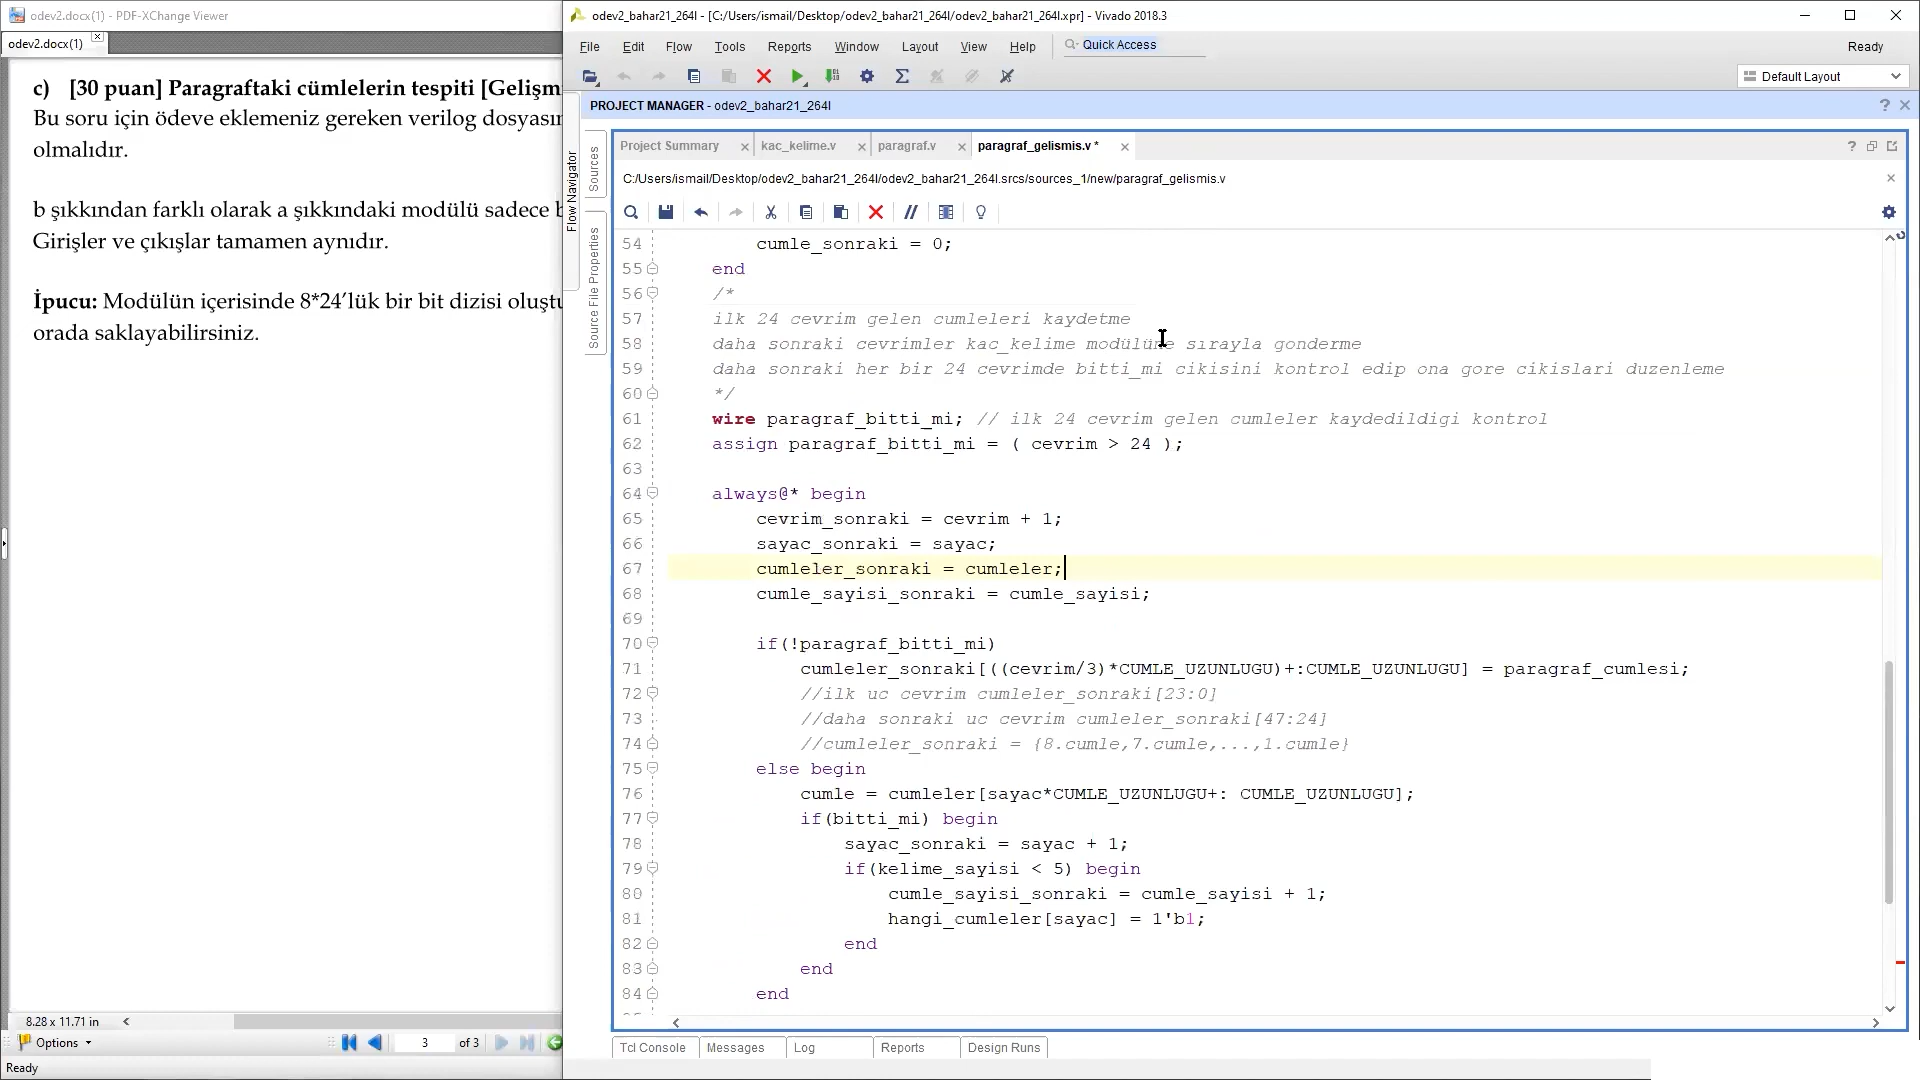 odev2.docx(1) - PDF-XChange Viewer
odev2.docx(1)
c) [30 puan] Paragraftaki cümlelerin tespiti [Gelişm
Bu soru için ödeve eklemeniz gereken verilog dosyasın
olmalıdır.
b şıkkından farklı olarak a şıkkındaki modülü sadece b
Girişler ve çıkışlar tamamen aynıdır.
İpucu: Modülün içerisinde 8*24'lük bir bit dizisi oluştu
orada saklayabilirsiniz.
8.28 x 11.71 in
Options
3 of 3
Ready
odev2_bahar21_264l - [C:/Users/ismail/Desktop/odev2_bahar21_264l/odev2_bahar21_264l.xpr] - Vivado 2018.3
File Edit Flow Tools Reports Window Layout View Help Quick Access Ready
Default Layout
PROJECT MANAGER - odev2_bahar21_264l
Flow Navigator
Sources
Source File Properties
Project Summary kac_kelime.v paragraf.v paragraf_gelismis.v *
C:/Users/ismail/Desktop/odev2_bahar21_264l/odev2_bahar21_264l.srcs/sources_1/new/paragraf_gelismis.v
54 cumle_sonraki = 0;
55 end
56 /*
57 ilk 24 cevrim gelen cumleleri kaydetme
58 daha sonraki cevrimler kac_kelime modülüne sırayla gonderme
59 daha sonraki her bir 24 cevrimde bitti_mi cikisini kontrol edip ona gore cikislari duzenleme
60 */
61 wire paragraf_bitti_mi; // ilk 24 cevrim gelen cumleler kaydedildigi kontrol
62 assign paragraf_bitti_mi = ( cevrim > 24 );
63
64 always@* begin
65 cevrim_sonraki = cevrim + 1;
66 sayac_sonraki = sayac;
67 cumleler_sonraki = cumleler;
68 cumle_sayisi_sonraki = cumle_sayisi;
69
70 if(!paragraf_bitti_mi)
71 cumleler_sonraki[((cevrim/3)*CUMLE_UZUNLUGU)+:CUMLE_UZUNLUGU] = paragraf_cumlesi;
72 //ilk uc cevrim cumleler_sonraki[23:0]
73 //daha sonraki uc cevrim cumleler_sonraki[47:24]
74 //cumleler_sonraki = {8.cumle,7.cumle,...,1.cumle}
75 else begin
76 cumle = cumleler[sayac*CUMLE_UZUNLUGU+: CUMLE_UZUNLUGU];
77 if(bitti_mi) begin
78 sayac_sonraki = sayac + 1;
79 if(kelime_sayisi < 5) begin
80 cumle_sayisi_sonraki = cumle_sayisi + 1;
81 hangi_cumleler[sayac] = 1'b1;
82 end
83 end
84 end
Tcl Console Messages Log Reports Design Runs